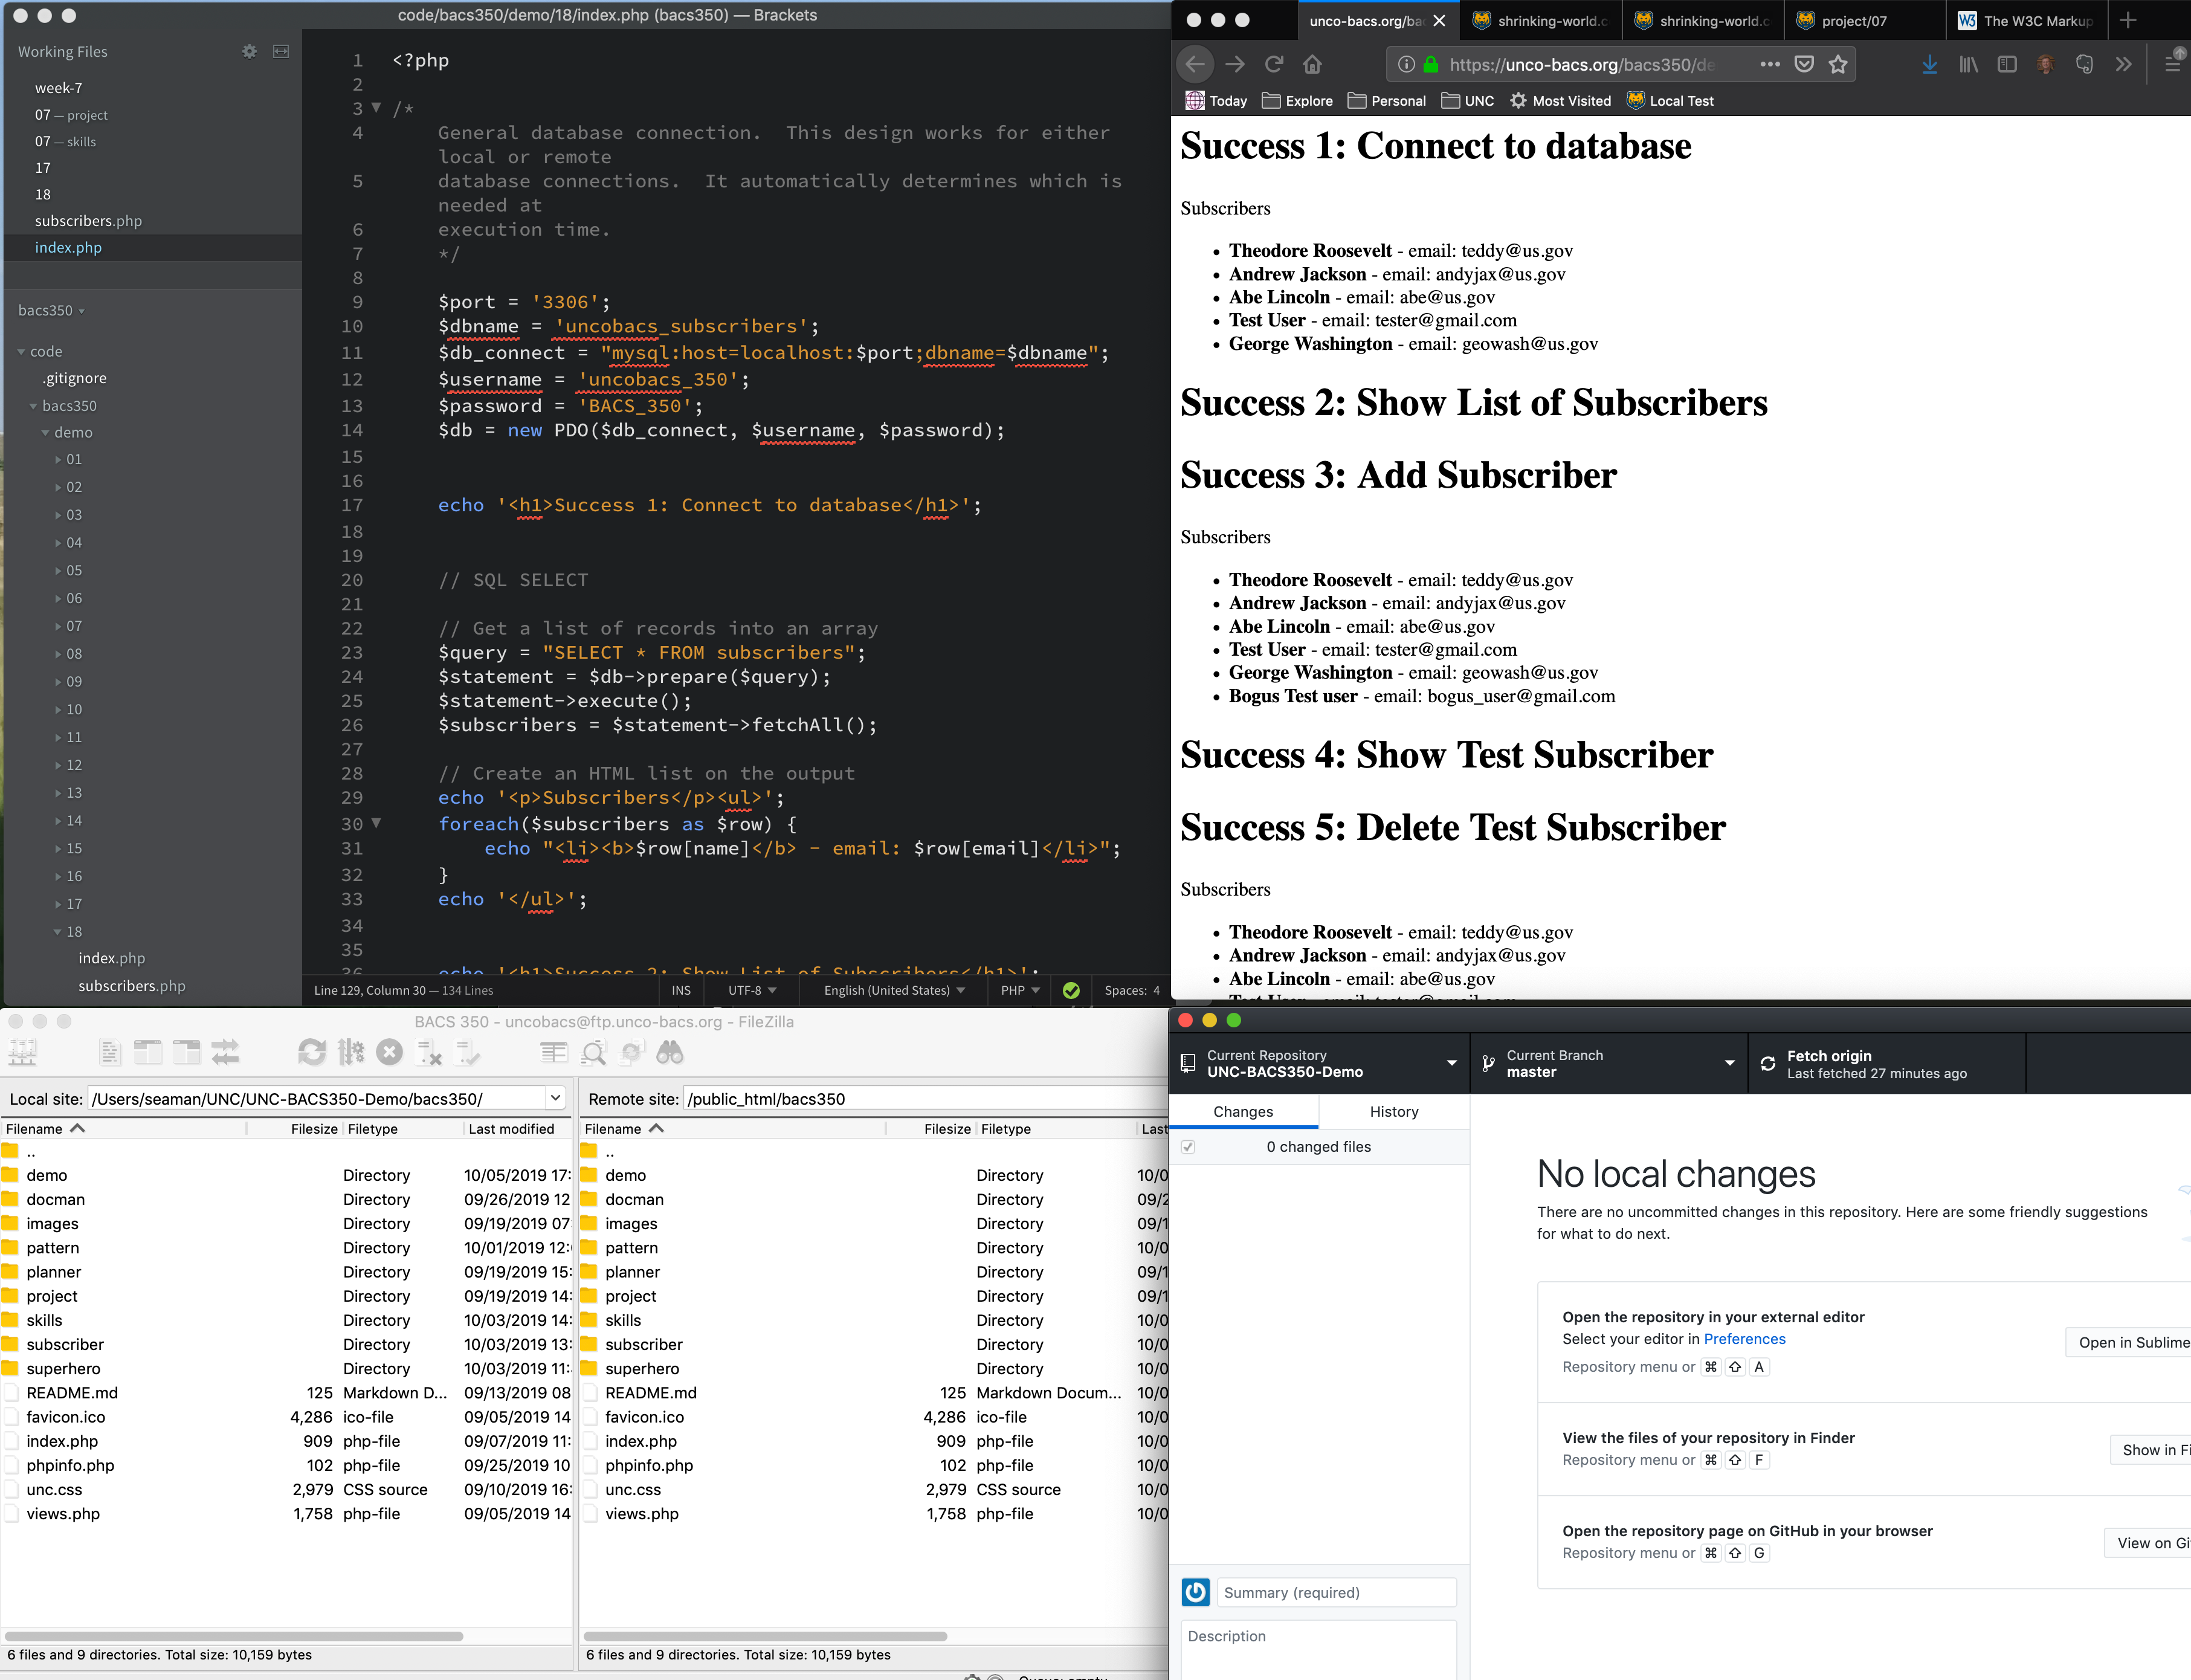 code/bacs350/demo/18/index.php (bacs350) — Brackets
Working Files
week-7
07 — project
07 — skills
17
18
subscribers.php
index.php
bacs350
code
.gitignore
bacs350
demo
01
02
03
04
05
06
07
08
09
10
11
12
13
14
15
16
17
18
index.php
subscribers.php
1 <?php
2
3 /*
4 General database connection.  This design works for either
local or remote
5 database connections.  It automatically determines which is
needed at
6 execution time.
7 */
8
9 $port = '3306';
10 $dbname = 'uncobacs_subscribers';
11 $db_connect = "mysql:host=localhost:$port;dbname=$dbname";
12 $username = 'uncobacs_350';
13 $password = 'BACS_350';
14 $db = new PDO($db_connect, $username, $password);
15
16
17 echo '<h1>Success 1: Connect to database</h1>';
18
19
20 // SQL SELECT
21
22 // Get a list of records into an array
23 $query = "SELECT * FROM subscribers";
24 $statement = $db->prepare($query);
25 $statement->execute();
26 $subscribers = $statement->fetchAll();
27
28 // Create an HTML list on the output
29 echo '<p>Subscribers</p><ul>';
30 foreach($subscribers as $row) {
31 echo "<li><b>$row[name]</b> - email: $row[email]</li>";
32 }
33 echo '</ul>';
34
35
36 echo '<h1>Success 2: Show List of Subscribers</h1>';
Line 129, Column 30 — 134 Lines
INS
UTF-8
English (United States)
PHP
Spaces: 4
unco-bacs.org/bac
shrinking-world.c
shrinking-world.c
project/07
W3 The W3C Markup
https://unco-bacs.org/bacs350/de
Today
Explore
Personal
UNC
Most Visited
Local Test
Success 1: Connect to database
Subscribers
• Theodore Roosevelt - email: teddy@us.gov
• Andrew Jackson - email: andyjax@us.gov
• Abe Lincoln - email: abe@us.gov
• Test User - email: tester@gmail.com
• George Washington - email: geowash@us.gov
Success 2: Show List of Subscribers
Success 3: Add Subscriber
Subscribers
• Theodore Roosevelt - email: teddy@us.gov
• Andrew Jackson - email: andyjax@us.gov
• Abe Lincoln - email: abe@us.gov
• Test User - email: tester@gmail.com
• George Washington - email: geowash@us.gov
• Bogus Test user - email: bogus_user@gmail.com
Success 4: Show Test Subscriber
Success 5: Delete Test Subscriber
Subscribers
• Theodore Roosevelt - email: teddy@us.gov
• Andrew Jackson - email: andyjax@us.gov
• Abe Lincoln - email: abe@us.gov
BACS 350 - uncobacs@ftp.unco-bacs.org - FileZilla
Local site: /Users/seaman/UNC/UNC-BACS350-Demo/bacs350/
Filename Filesize Filetype Last modified
..
demo Directory 10/05/2019 17:
docman Directory 09/26/2019 12
images Directory 09/19/2019 07
pattern Directory 10/01/2019 12:
planner Directory 09/19/2019 15:
project Directory 09/19/2019 14:
skills Directory 10/03/2019 14:
subscriber Directory 10/03/2019 13:
superhero Directory 10/03/2019 11:
README.md 125 Markdown D... 09/13/2019 08
favicon.ico 4,286 ico-file 09/05/2019 14
index.php 909 php-file 09/07/2019 11:
phpinfo.php 102 php-file 09/25/2019 10
unc.css 2,979 CSS source 09/10/2019 16:
views.php 1,758 php-file 09/05/2019 14
6 files and 9 directories. Total size: 10,159 bytes
Remote site: /public_html/bacs350
Filename Filesize Filetype Last
..
demo Directory 10/0
docman Directory 09/2
images Directory 09/1
pattern Directory 10/0
planner Directory 09/1
project Directory 09/1
skills Directory 10/0
subscriber Directory 10/0
superhero Directory 10/0
README.md 125 Markdown Docum... 10/0
favicon.ico 4,286 ico-file 10/0
index.php 909 php-file 10/0
phpinfo.php 102 php-file 10/0
unc.css 2,979 CSS source 10/0
views.php 1,758 php-file 10/0
6 files and 9 directories. Total size: 10,159 bytes
Current Repository
UNC-BACS350-Demo
Current Branch
master
Fetch origin
Last fetched 27 minutes ago
Changes
History
0 changed files
No local changes
There are no uncommitted changes in this repository. Here are some friendly suggestions
for what to do next.
Open the repository in your external editor
Select your editor in Preferences
Repository menu or ⌘ ⇧ A
Open in Sublime
View the files of your repository in Finder
Repository menu or ⌘ ⇧ F
Show in Fi
Open the repository page on GitHub in your browser
Repository menu or ⌘ ⇧ G
View on Gi
Summary (required)
Description